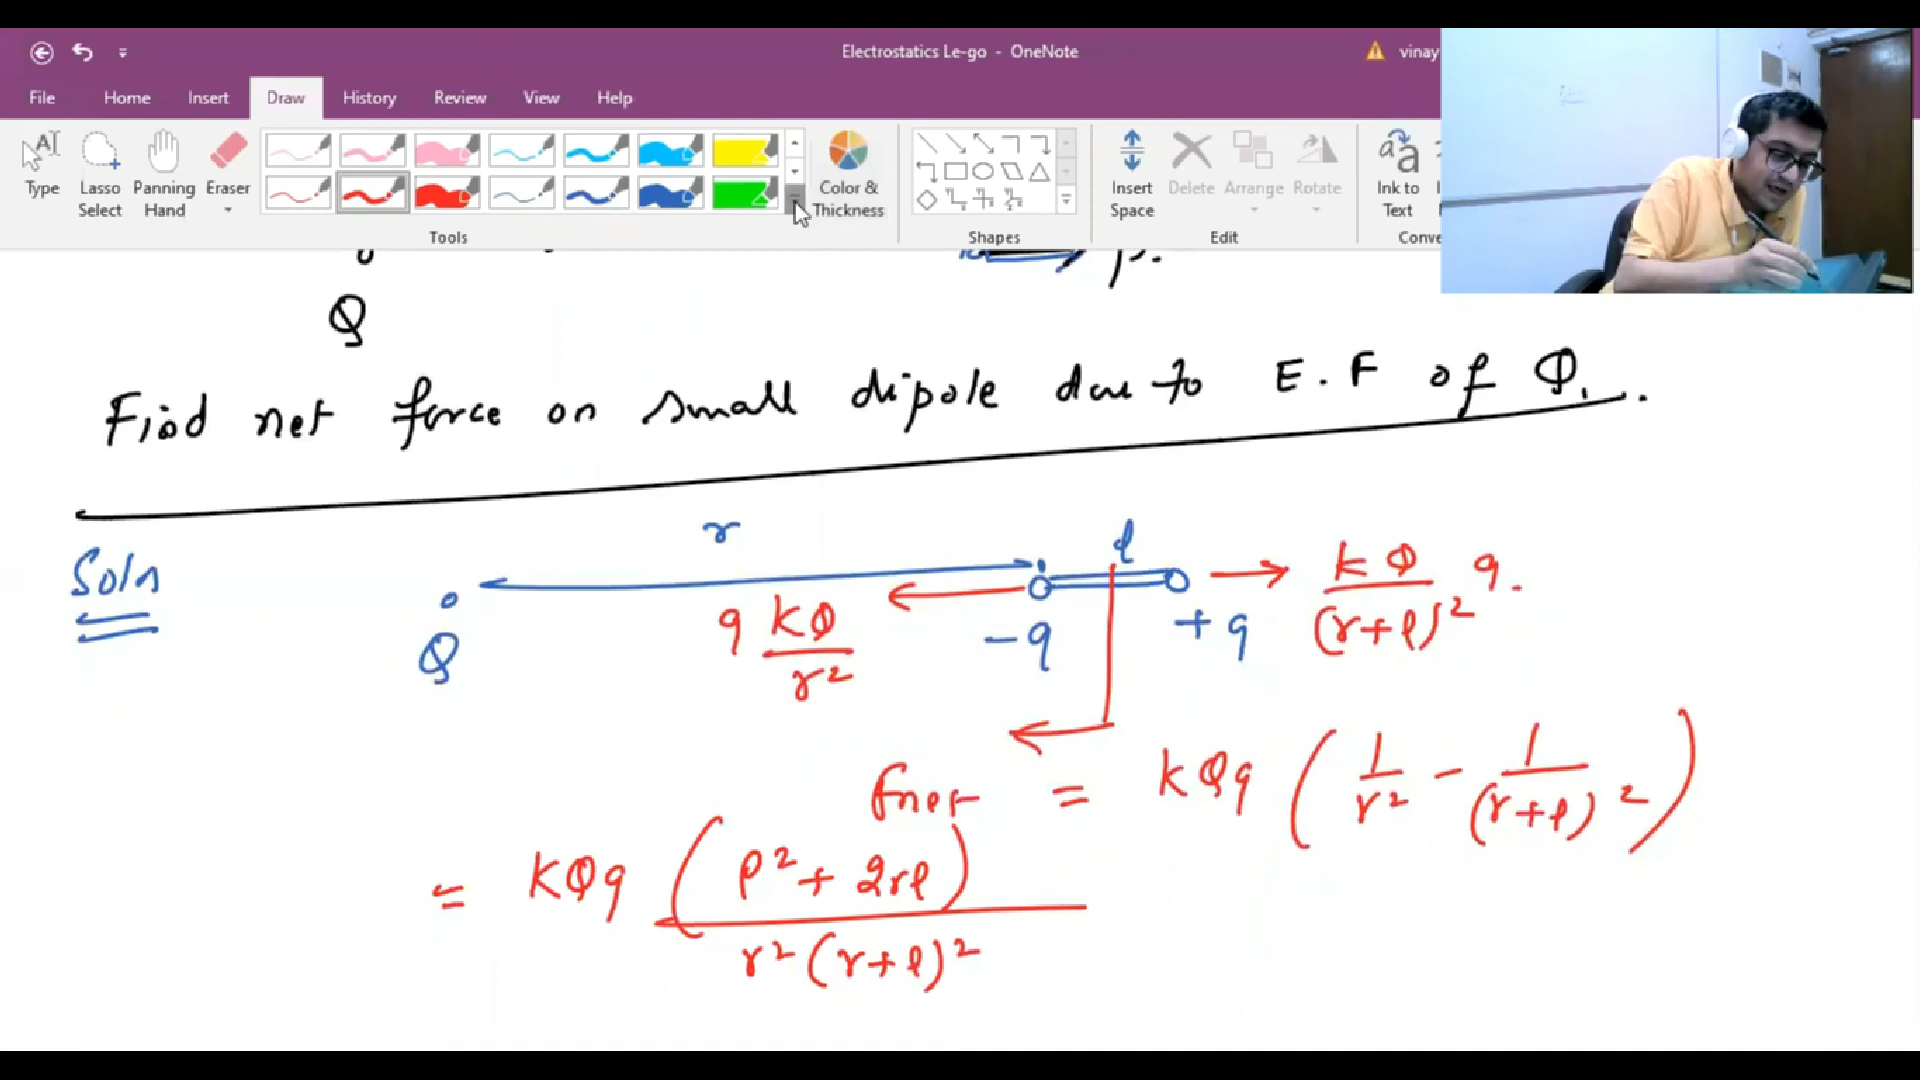 Electrostatics Le-go - OneNote
vinay
File Home Insert Draw History Review View Help
Type
Lasso Select
Panning Hand
Eraser
Color & Thickness
Insert Space
Delete
Arrange
Rotate
Ink to Text
Tools
Shapes
Edit
Conve
p.
Q
Find net force on small dipole due to E.F of Q.
Soln
r
l
Q
q kQ/r²
-q
+q
kQ/(r+l)² q.
Fnet = kQq ( 1/r² - 1/(r+l)² )
= kQq (l² + 2rl) / r²(r+l)²